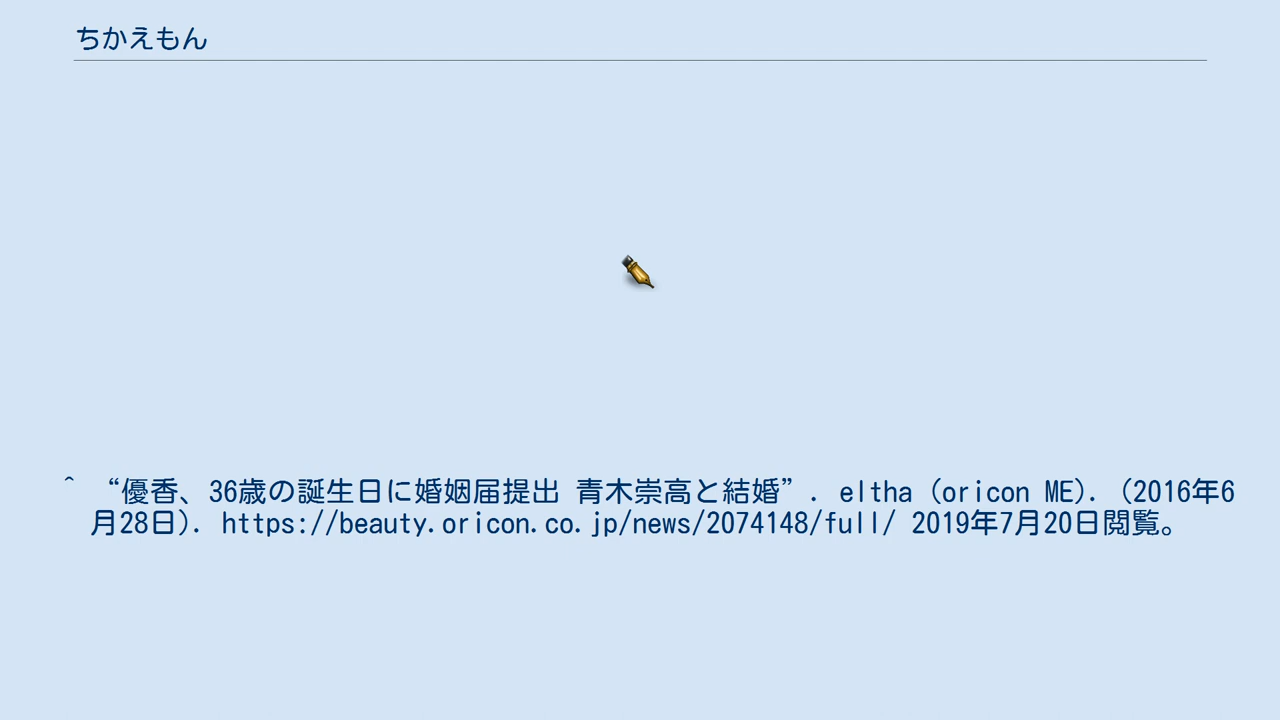 ちかえもん
^ “優香、36歳の誕生日に婚姻届提出 青木崇高と結婚”. eltha (oricon ME). (2016年6
月28日). https://beauty.oricon.co.jp/news/2074148/full/ 2019年7月20日閲覧。